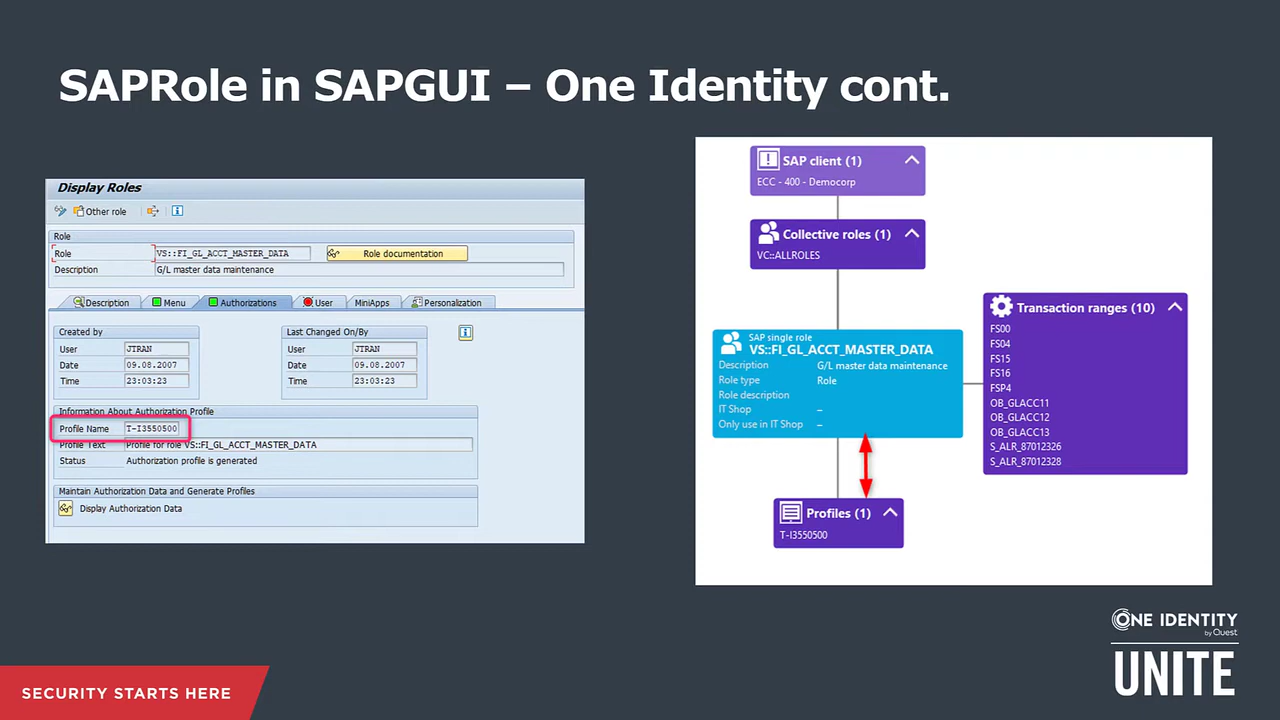 SAPRole in SAPGUI – One Identity cont.
Display Roles
Other role
Role
Role VS::FI_GL_ACCT_MASTER_DATA Role documentation
Description G/L master data maintenance
Description Menu Authorizations User MiniApps Personalization
Created by
User JTRAN
Date 09.08.2007
Time 23:03:23
Last Changed On/By
User JTRAN
Date 09.08.2007
Time 23:03:23
Information About Authorization Profile
Profile Name T-I3550500
Profile Text Profile for role VS::FI_GL_ACCT_MASTER_DATA
Status Authorization profile is generated
Maintain Authorization Data and Generate Profiles
Display Authorization Data
SAP client (1)
ECC - 400 - Democorp
Collective roles (1)
VC::ALLROLES
SAP single role
VS::FI_GL_ACCT_MASTER_DATA
Description G/L master data maintenance
Role type Role
Role description
IT Shop –
Only use in IT Shop –
Transaction ranges (10)
FS00
FS04
FS15
FS16
FSP4
OB_GLACC11
OB_GLACC12
OB_GLACC13
S_ALR_87012326
S_ALR_87012328
Profiles (1)
T-I3550500
SECURITY STARTS HERE
ONE IDENTITY
by Quest
UNITE